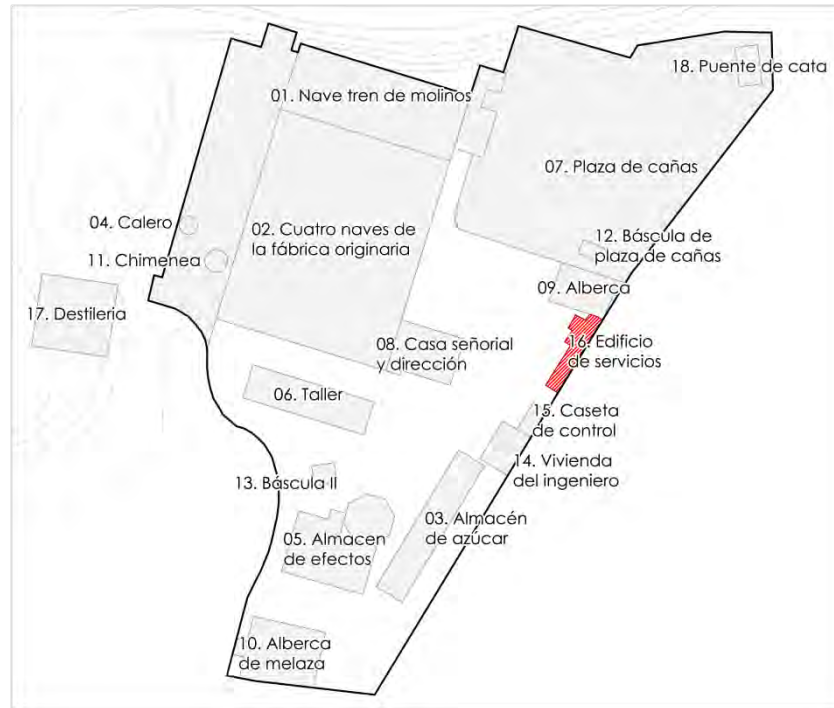 18. Puente de cata
01. Nave tren de molinos
07. Plaza de cañas
04. Calero
02. Cuatro naves de
la fábrica originaria
12. Báscula de
plaza de cañas
11. Chimenea
09. Alberca
17. Destileria
08. Casa señorial
y dirección
16. Edificio
de servicios
06. Taller
15. Caseta
de control
14. Vivienda
del ingeniero
13. Báscula II
03. Almacén
de azúcar
05. Almacen
de efectos
10. Alberca
de melaza